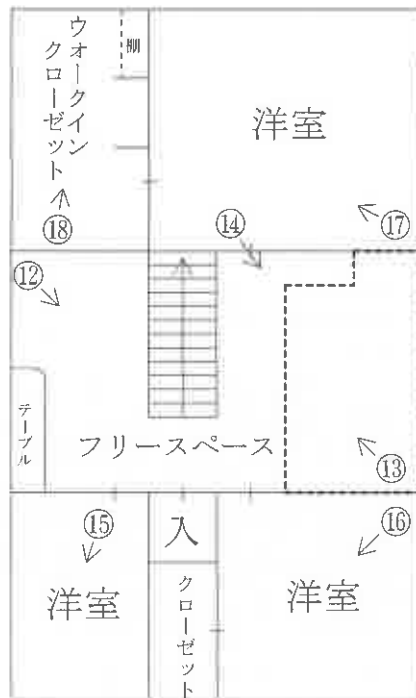 ウオークイン
クローゼット
棚
洋室
⑱
⑭
⑰
⑫
テーブル
フリースペース
⑬
⑮
入
⑯
洋室
クローゼット
洋室